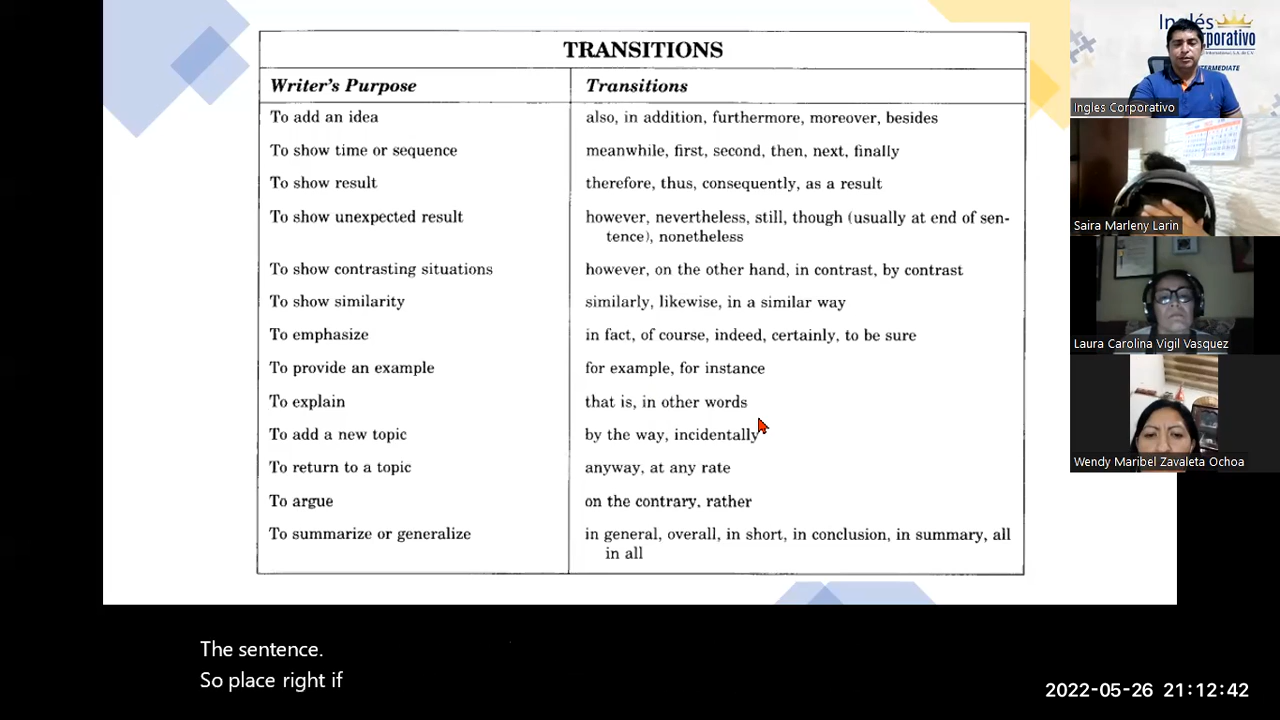 TRANSITIONS
Writer's Purpose Transitions
To add an idea also, in addition, furthermore, moreover, besides
To show time or sequence meanwhile, first, second, then, next, finally
To show result therefore, thus, consequently, as a result
To show unexpected result however, nevertheless, still, though (usually at end of sen-
tence), nonetheless
To show contrasting situations however, on the other hand, in contrast, by contrast
To show similarity similarly, likewise, in a similar way
To emphasize in fact, of course, indeed, certainly, to be sure
To provide an example for example, for instance
To explain that is, in other words
To add a new topic by the way, incidentally
To return to a topic anyway, at any rate
To argue on the contrary, rather
To summarize or generalize in general, overall, in short, in conclusion, in summary, all
in all
Inglés
Ingles Corporativo
Saira Marleny Larin
Laura Carolina Vigil Vasquez
Wendy Maribel Zavaleta Ochoa
The sentence.
So place right if
2022-05-26 21:12:42